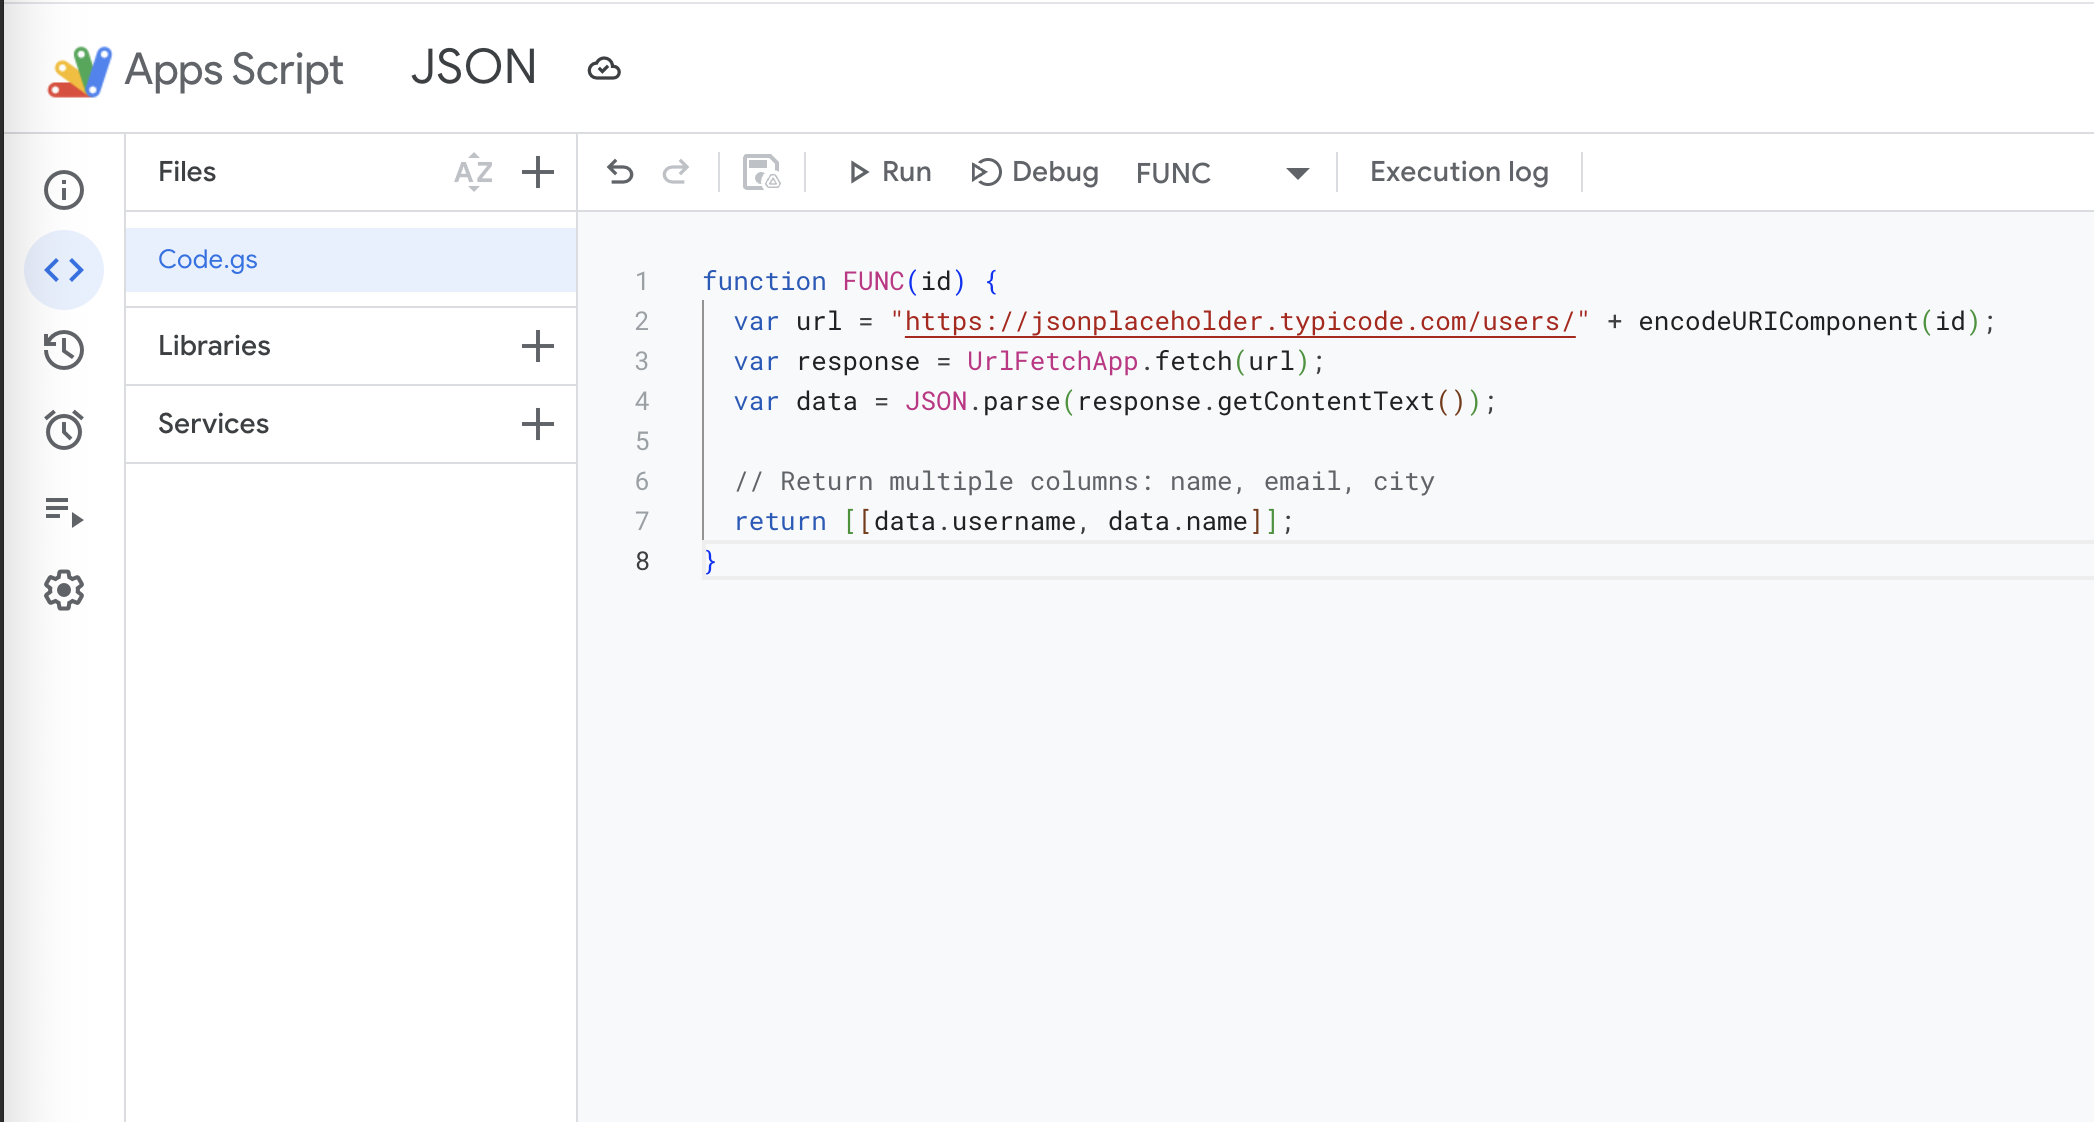 Apps Script JSON
Files AZ
Run Debug FUNC Execution log
Code.gs
Libraries
Services
1 function FUNC(id) {
2 var url = "https://jsonplaceholder.typicode.com/users/" + encodeURIComponent(id);
3 var response = UrlFetchApp.fetch(url);
4 var data = JSON.parse(response.getContentText());
5
6 // Return multiple columns: name, email, city
7 return [[data.username, data.name]];
8 }